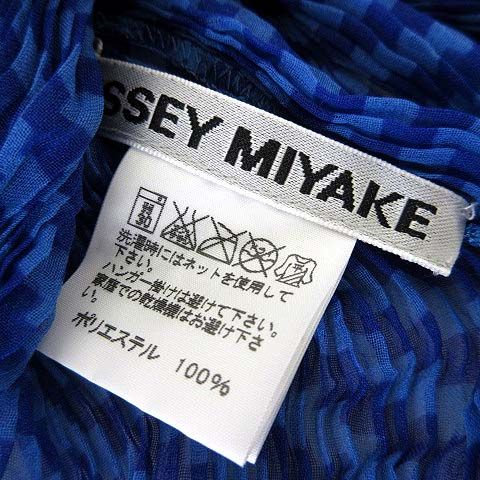 SSEY MIYAKE
弱
30
洗濯時にはネットを使用して
下さい。
ハンガー掛けは避けて下さい。
家庭での乾燥機はお避け下さ
い。
ポリエステル 100%